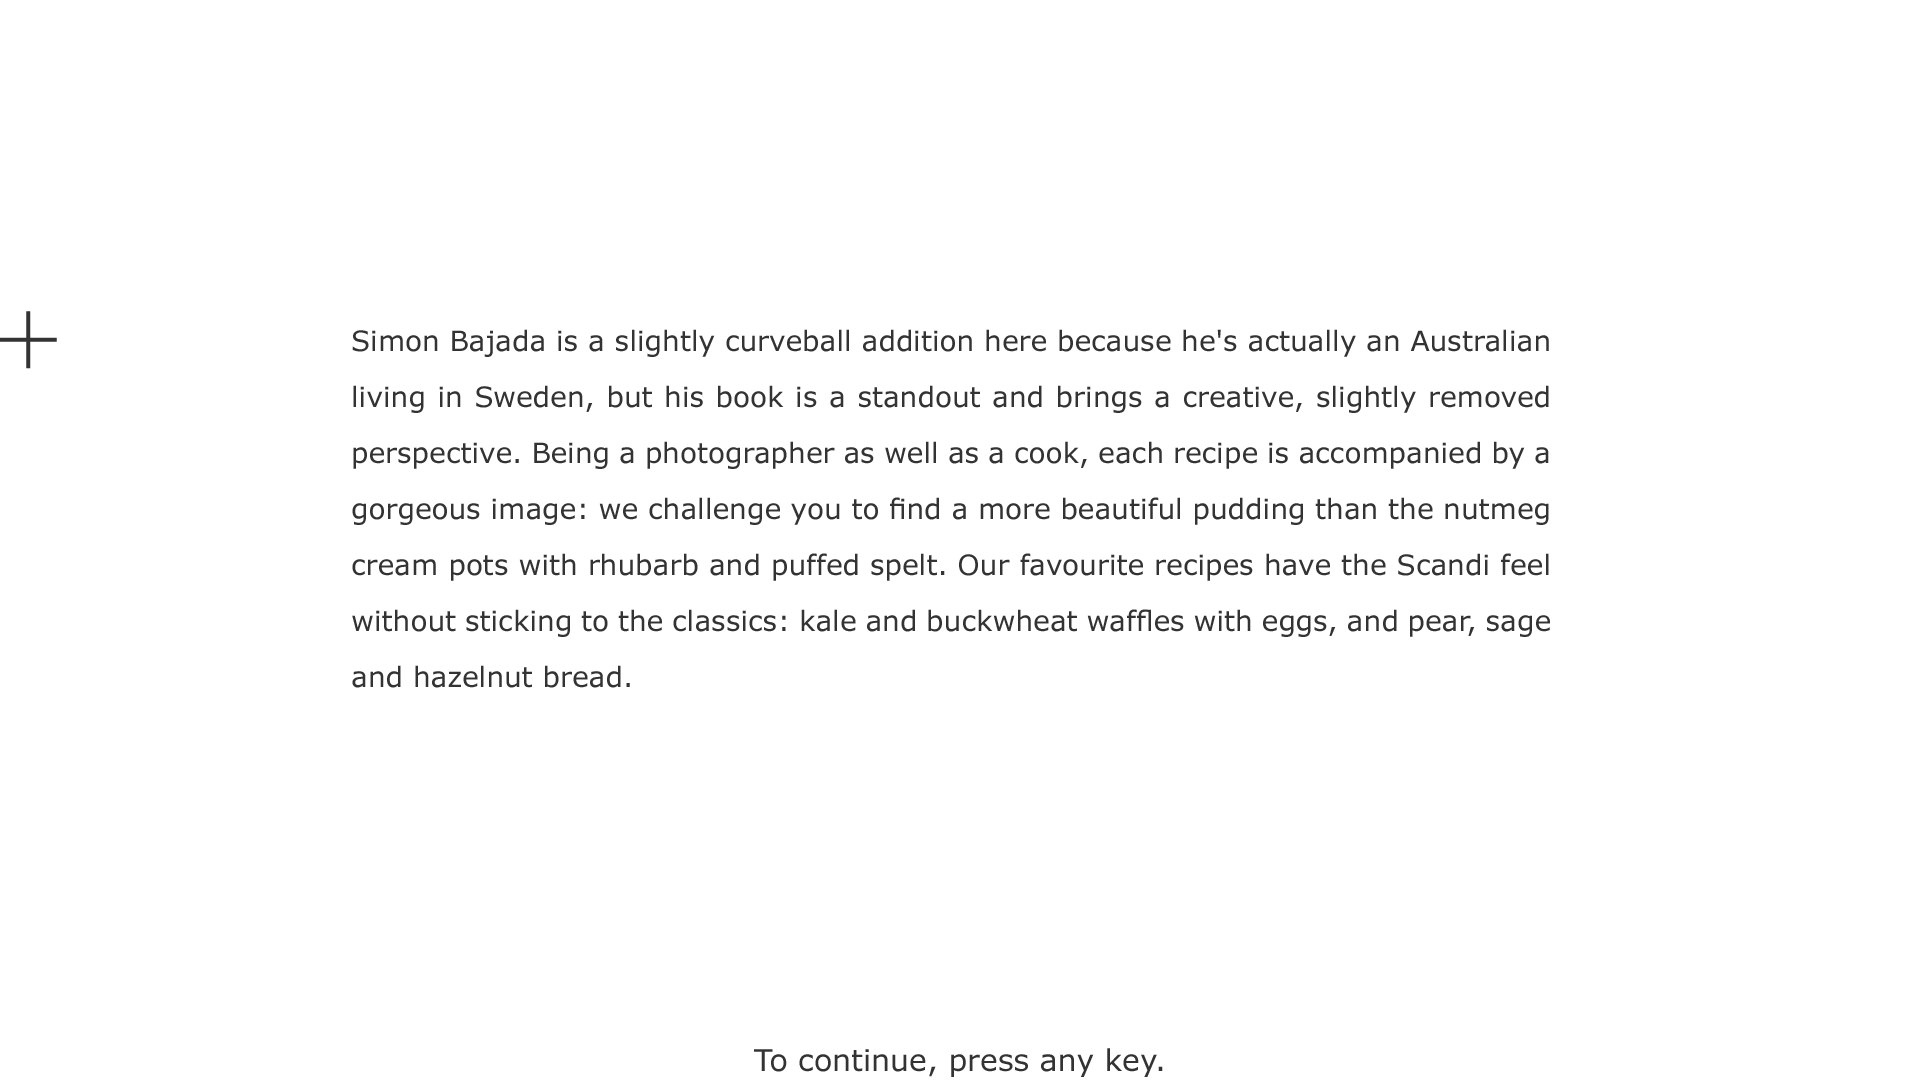 Simon Bajada is a slightly curveball addition here because he's actually an Australian
living in Sweden, but his book is a standout and brings a creative, slightly removed
perspective. Being a photographer as well as a cook, each recipe is accompanied by a
gorgeous image: we challenge you to find a more beautiful pudding than the nutmeg
cream pots with rhubarb and puffed spelt. Our favourite recipes have the Scandi feel
without sticking to the classics: kale and buckwheat waffles with eggs, and pear, sage
and hazelnut bread.
To continue, press any key.